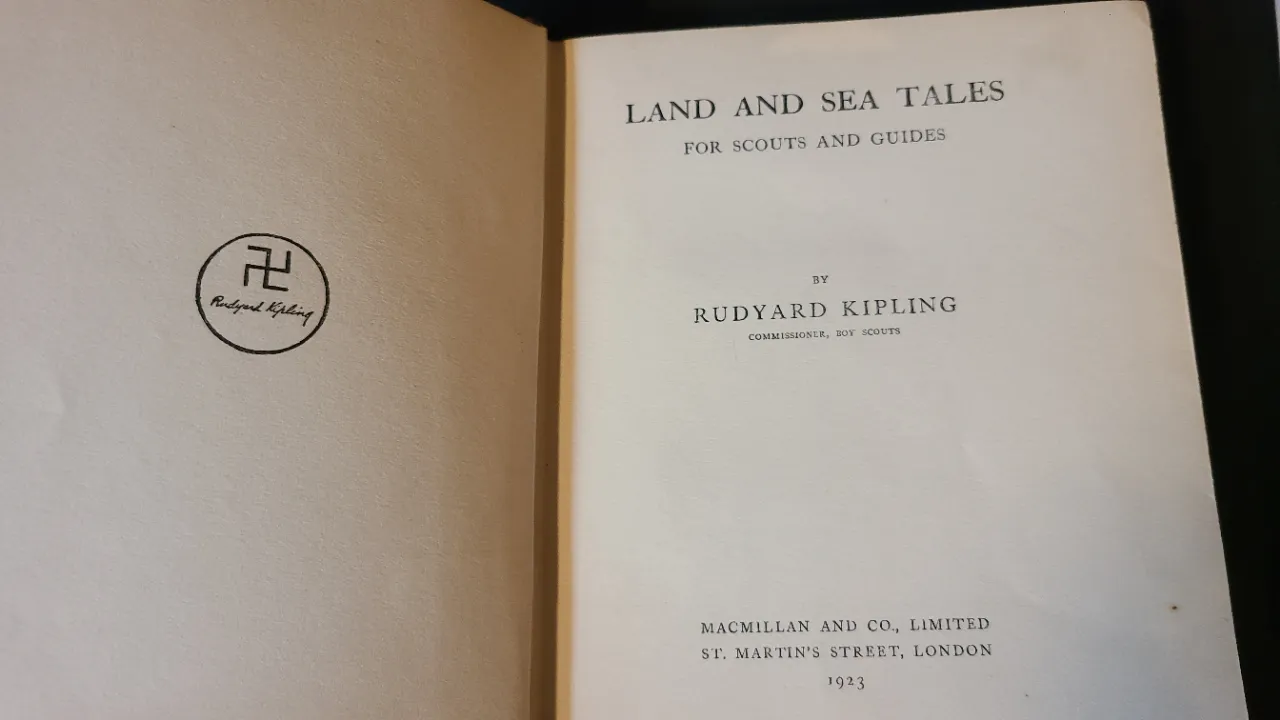 Rudyard Kipling
LAND AND SEA TALES
FOR SCOUTS AND GUIDES
BY
RUDYARD KIPLING
COMMISSIONER, BOY SCOUTS
MACMILLAN AND CO., LIMITED
ST. MARTIN'S STREET, LONDON
1923